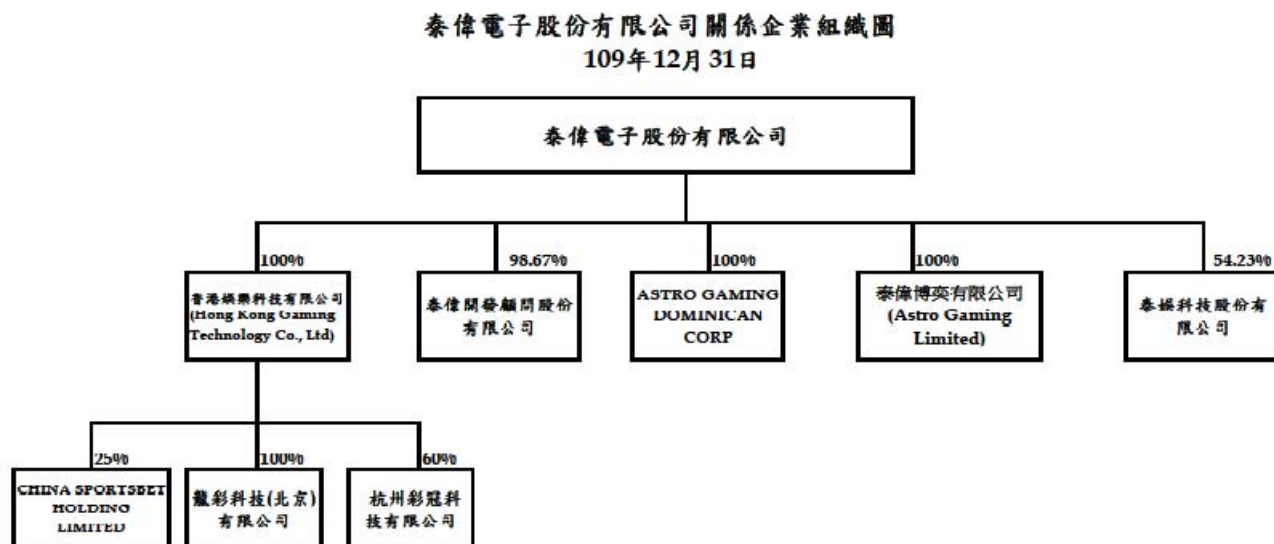 泰偉電子股份有限公司關係企業組織圖
109年12月31日
泰偉電子股份有限公司
100%
98.67%
100%
100%
54.23%
香港娛樂科技有限公司
(Hong Kong Gaming
Technology Co., Ltd)
泰偉開發顧問股份
有限公司
ASTRO GAMING
DOMINICAN
CORP
泰偉博奕有限公司
(Astro Gaming
Limited)
泰娛科技股份有
限公司
25%
100%
60%
CHINA SPORTSBET
HOLDING
LIMITED
龍彩科技(北京)
有限公司
杭州彩冠科
技有限公司